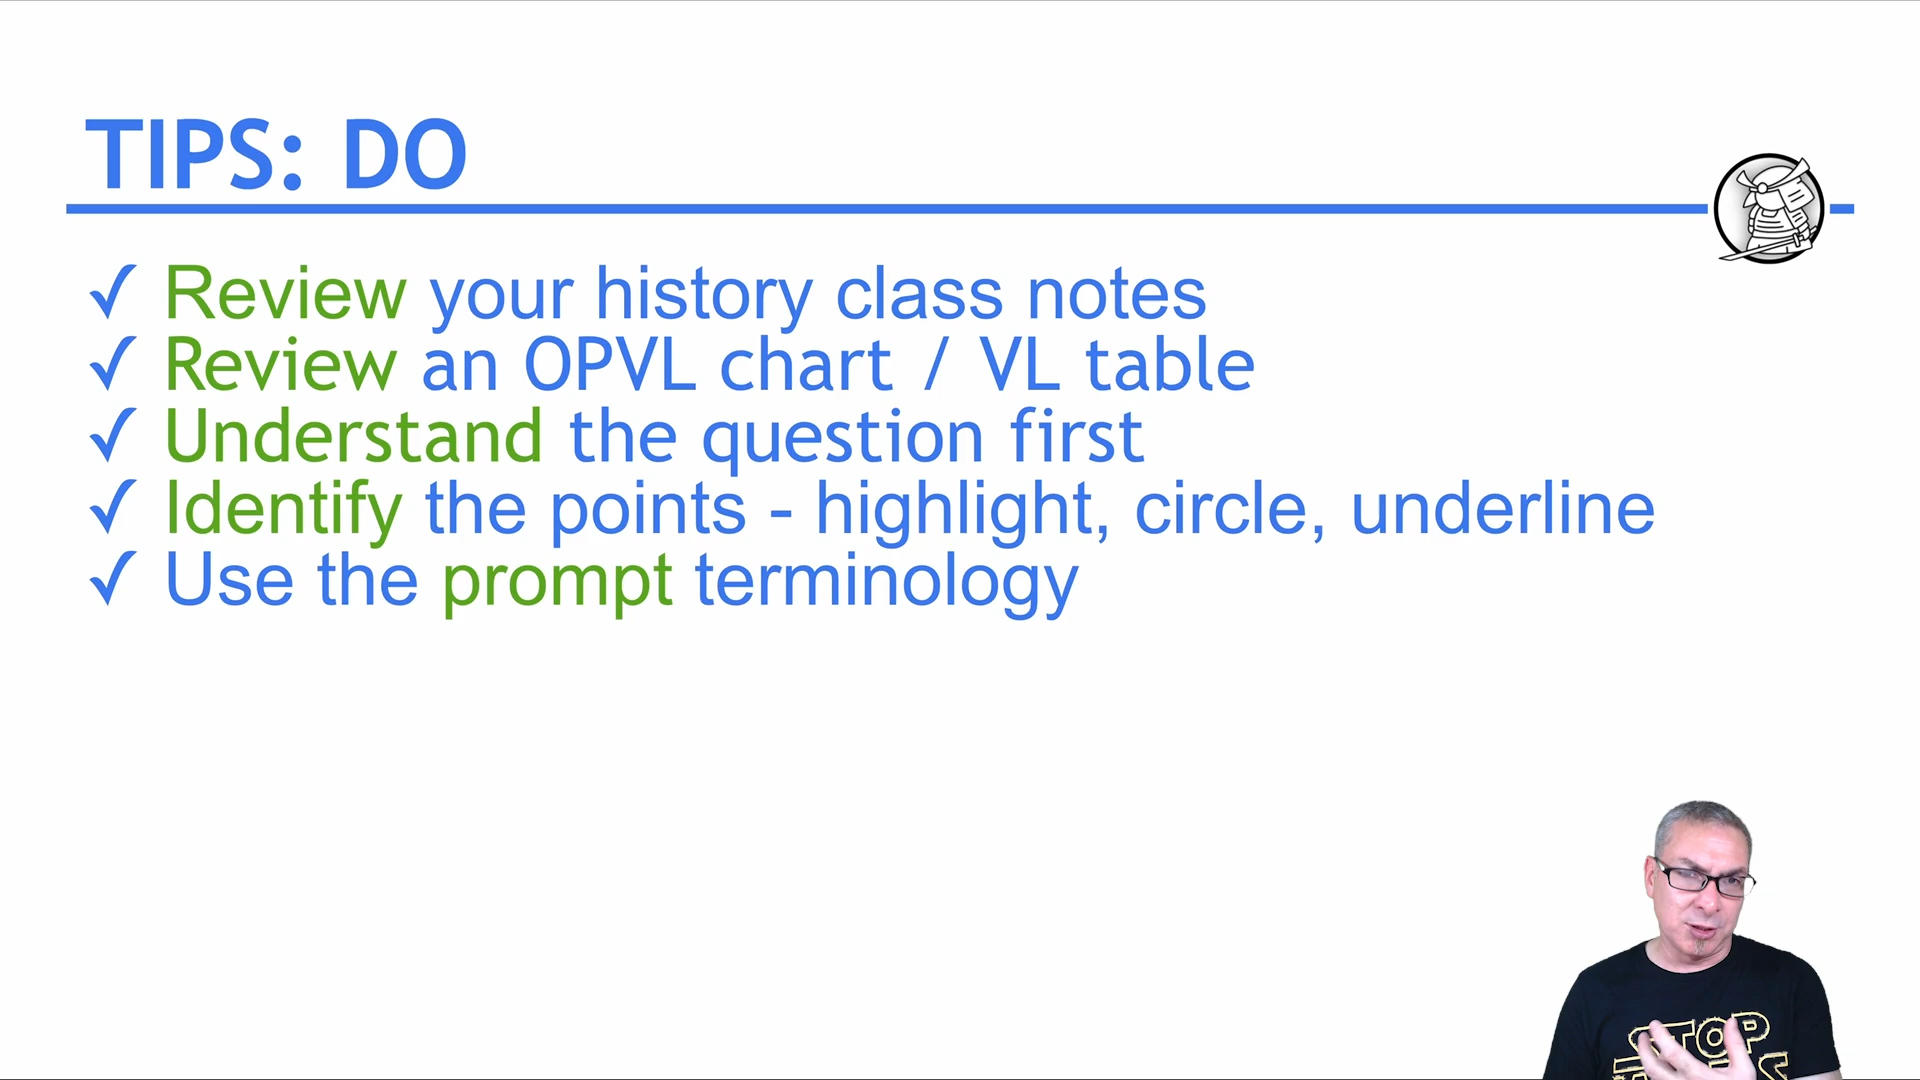 TIPS: DO
✓ Review your history class notes
✓ Review an OPVL chart / VL table
✓ Understand the question first
✓ Identify the points - highlight, circle, underline
✓ Use the prompt terminology
STOP